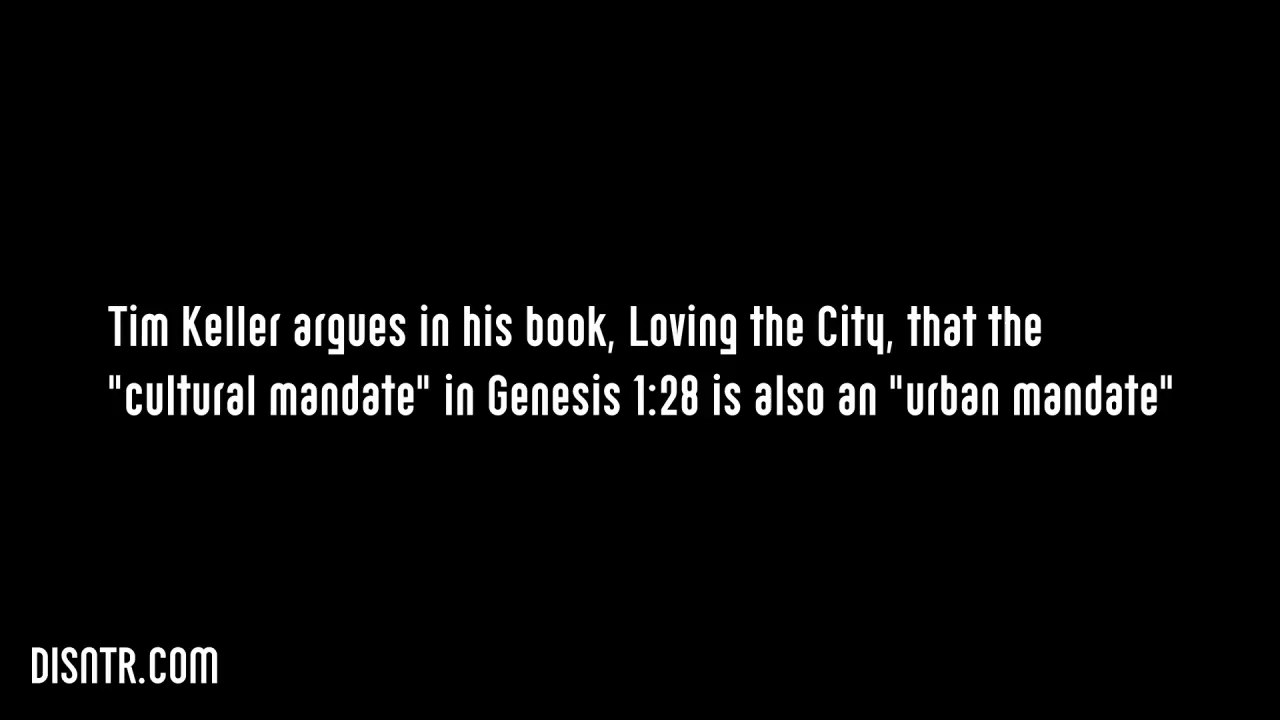 Tim Keller argues in his book, Loving the City, that the
"cultural mandate" in Genesis 1:28 is also an "urban mandate"
DISNTR.COM